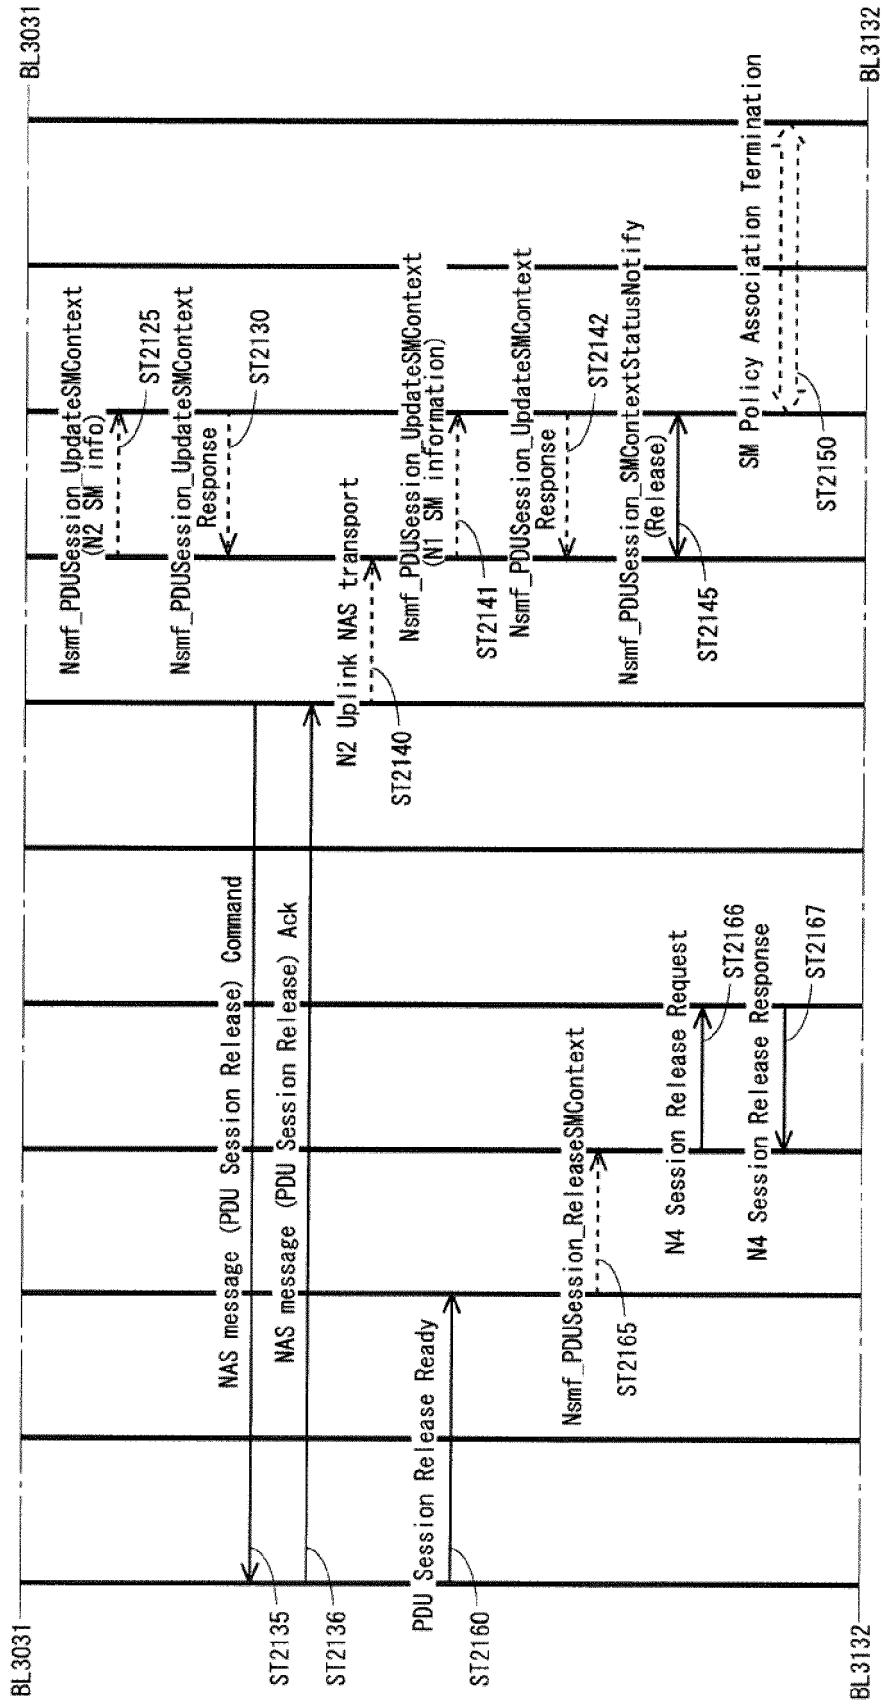 BL3031
BL3031
Nsmf_PDUSession_UpdateSMContext
(N2 SM info)
ST2125
Nsmf_PDUSession_UpdateSMContext
Response
ST2130
NAS message (PDU Session Release) Command
ST2135
NAS message (PDU Session Release) Ack
ST2136
N2 Uplink NAS transport
ST2140
Nsmf_PDUSession_UpdateSMContext
(N1 SM information)
ST2141
PDU Session Release Ready
ST2160
Nsmf_PDUSession_UpdateSMContext
Response
ST2142
Nsmf_PDUSession_ReleaseSMContext
ST2165
Nsmf_PDUSession_SMContextStatusNotify
(Release)
ST2145
N4 Session Release Request
ST2166
N4 Session Release Response
ST2167
SM Policy Association Termination
ST2150
BL3132
BL3132